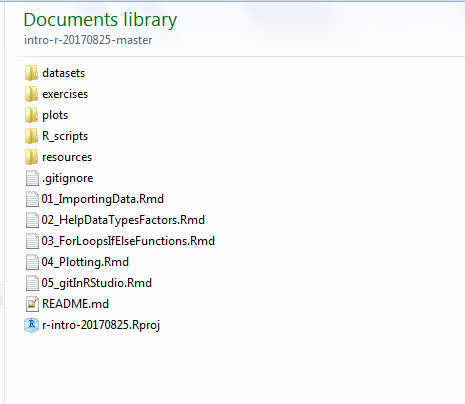 Documents library
intro-r-20170825-master
datasets
exercises
plots
R_scripts
resources
.gitignore
01_ImportingData.Rmd
02_HelpDataTypesFactors.Rmd
03_ForLoopsIfElseFunctions.Rmd
04_Plotting.Rmd
05_gitInRStudio.Rmd
README.md
r-intro-20170825.Rproj